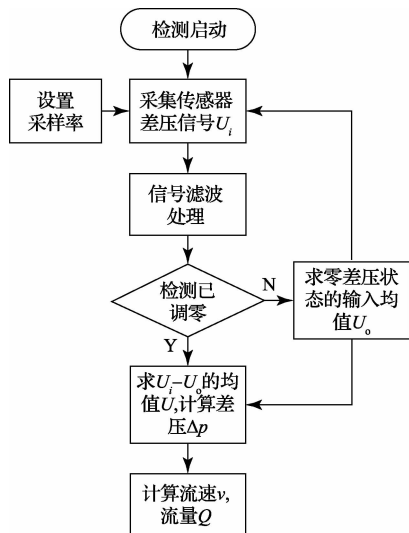 检测启动
设置
采样率
采集传感器
差压信号Ui
信号滤波
处理
检测已
调零
N
求零差压状
态的输入均
值Uo
Y
求Ui−Uo的均
值U,计算差
压Δp
计算流速v,
流量Q